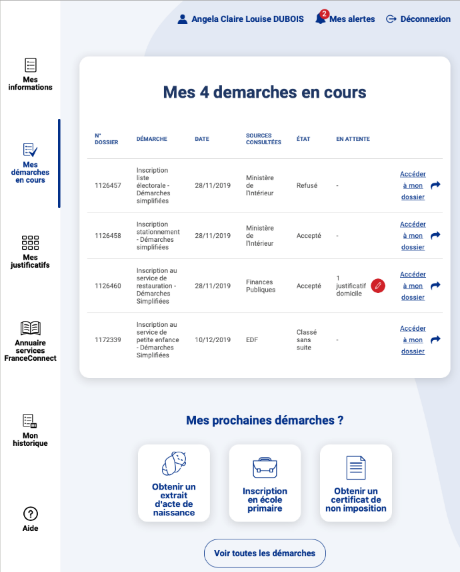 Angela Claire Louise DUBOIS
2
Mes alertes
Déconnexion
Mes
informations
Mes
démarches
en cours
Mes
justificatifs
Annuaire
services
FranceConnect
Mon
historique
Aide
Mes 4 demarches en cours
N°
DOSSIER
DÉMARCHE
DATE
SOURCES
CONSULTÉES
ÉTAT
EN ATTENTE
1126457
Inscription
liste
électorale -
Démarches
simplifiées
28/11/2019
Ministère
de
l'Intérieur
Refusé
-
Accéder
à mon
dossier
1126458
Inscription
stationnement
- Démarches
simplifiées
28/11/2019
Ministère
de
l'Intérieur
Accepté
-
Accéder
à mon
dossier
1126460
Inscription au
service de
restauration -
Démarches
Simplifiées
28/11/2019
Finances
Publiques
Accepté
1
justificatif
domicile
Accéder
à mon
dossier
1172339
Inscription au
service de
petite enfance
- Démarches
Simplifiées
10/12/2019
EDF
Classé
sans
suite
-
Accéder
à mon
dossier
Mes prochaines démarches ?
Obtenir un
extrait
d'acte de
naissance
Inscription
en école
primaire
Obtenir un
certificat de
non imposition
Voir toutes les démarches